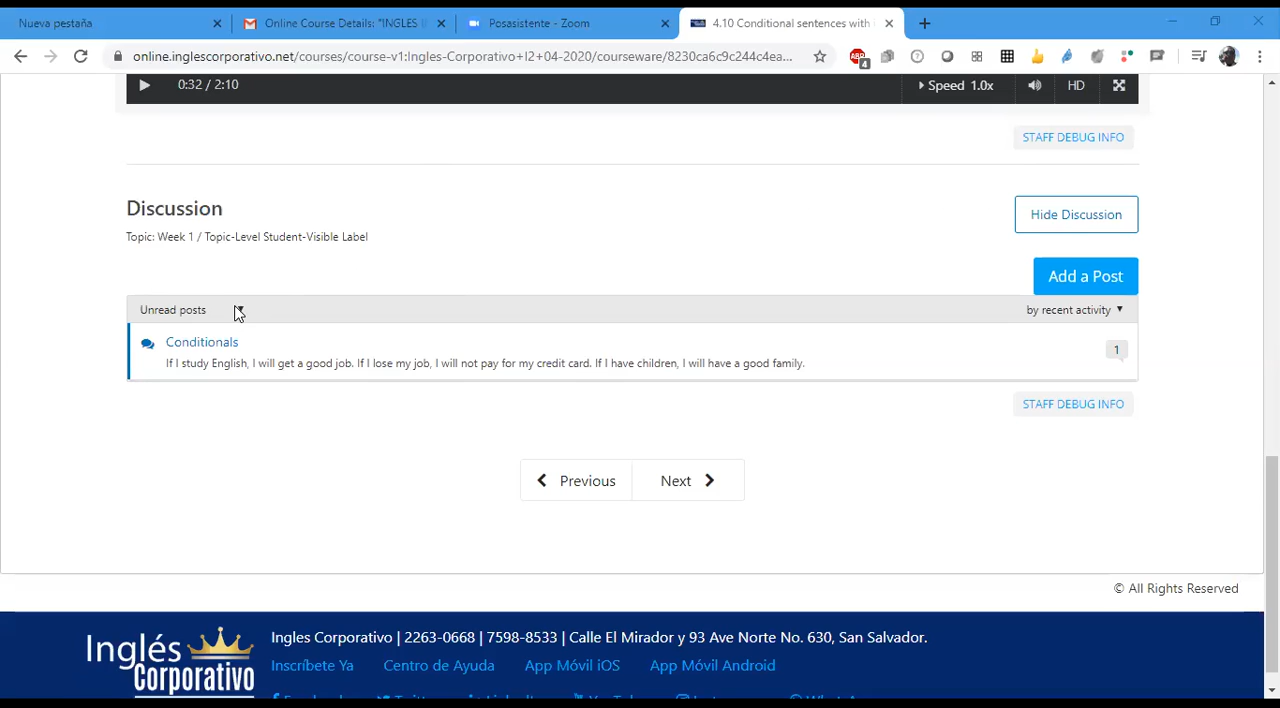 Nueva pestaña
Online Course Details: "INGLES
Posasistente - Zoom
4.10 Conditional sentences with
online.inglescorporativo.net/courses/course-v1:Ingles-Corporativo+I2+04-2020/courseware/8230ca6c9c244c4ea...
ABP
4
0:32 / 2:10
Speed 1.0x
HD
STAFF DEBUG INFO
Discussion
Hide Discussion
Topic: Week 1 / Topic-Level Student-Visible Label
Add a Post
Unread posts
by recent activity
Conditionals
1
If I study English, I will get a good job. If I lose my job, I will not pay for my credit card. If I have children, I will have a good family.
STAFF DEBUG INFO
Previous
Next
© All Rights Reserved
Inglés
Corporativo
Ingles Corporativo | 2263-0668 | 7598-8533 | Calle El Mirador y 93 Ave Norte No. 630, San Salvador.
Inscríbete Ya
Centro de Ayuda
App Móvil iOS
App Móvil Android